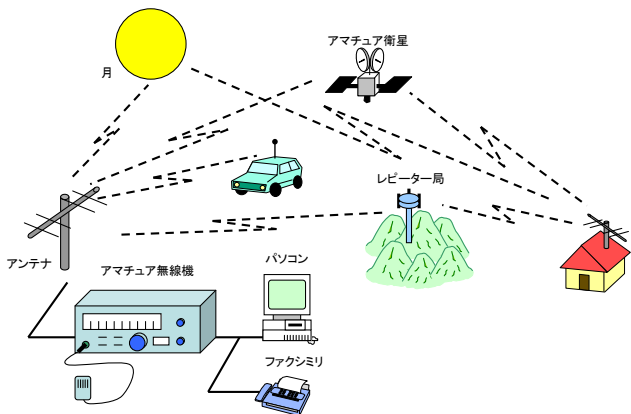 月
アマチュア衛星
レピーター局
アンテナ
アマチュア無線機
パソコン
ファクシミリ